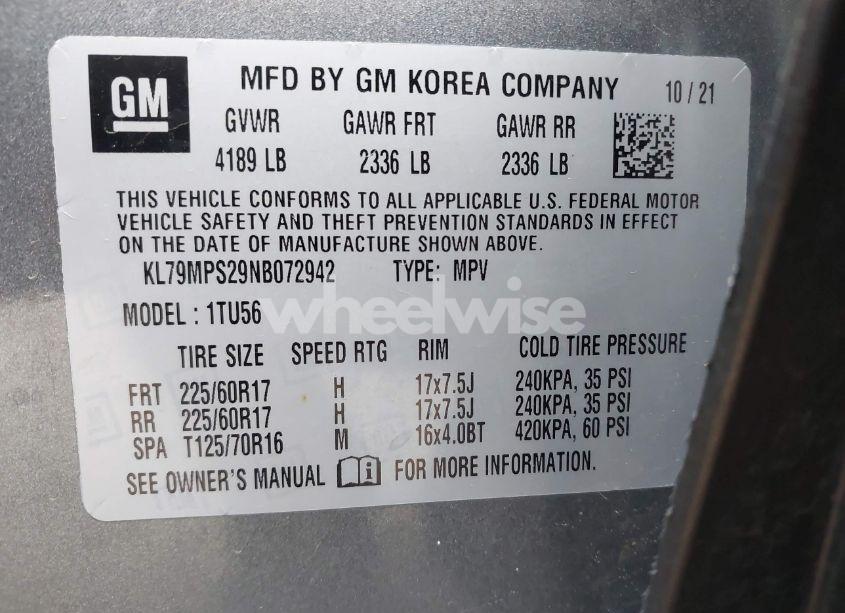 GM
MFD BY GM KOREA COMPANY 10 / 21
GVWR GAWR FRT GAWR RR
4189 LB 2336 LB 2336 LB
THIS VEHICLE CONFORMS TO ALL APPLICABLE U.S. FEDERAL MOTOR
VEHICLE SAFETY AND THEFT PREVENTION STANDARDS IN EFFECT
ON THE DATE OF MANUFACTURE SHOWN ABOVE.
KL79MPS29NB072942 TYPE: MPV
MODEL : 1TU56
wheelwise
TIRE SIZE SPEED RTG RIM COLD TIRE PRESSURE
FRT 225/60R17 H 17x7.5J 240KPA, 35 PSI
RR 225/60R17 H 17x7.5J 240KPA, 35 PSI
SPA T125/70R16 M 16x4.0BT 420KPA, 60 PSI
SEE OWNER'S MANUAL i FOR MORE INFORMATION.